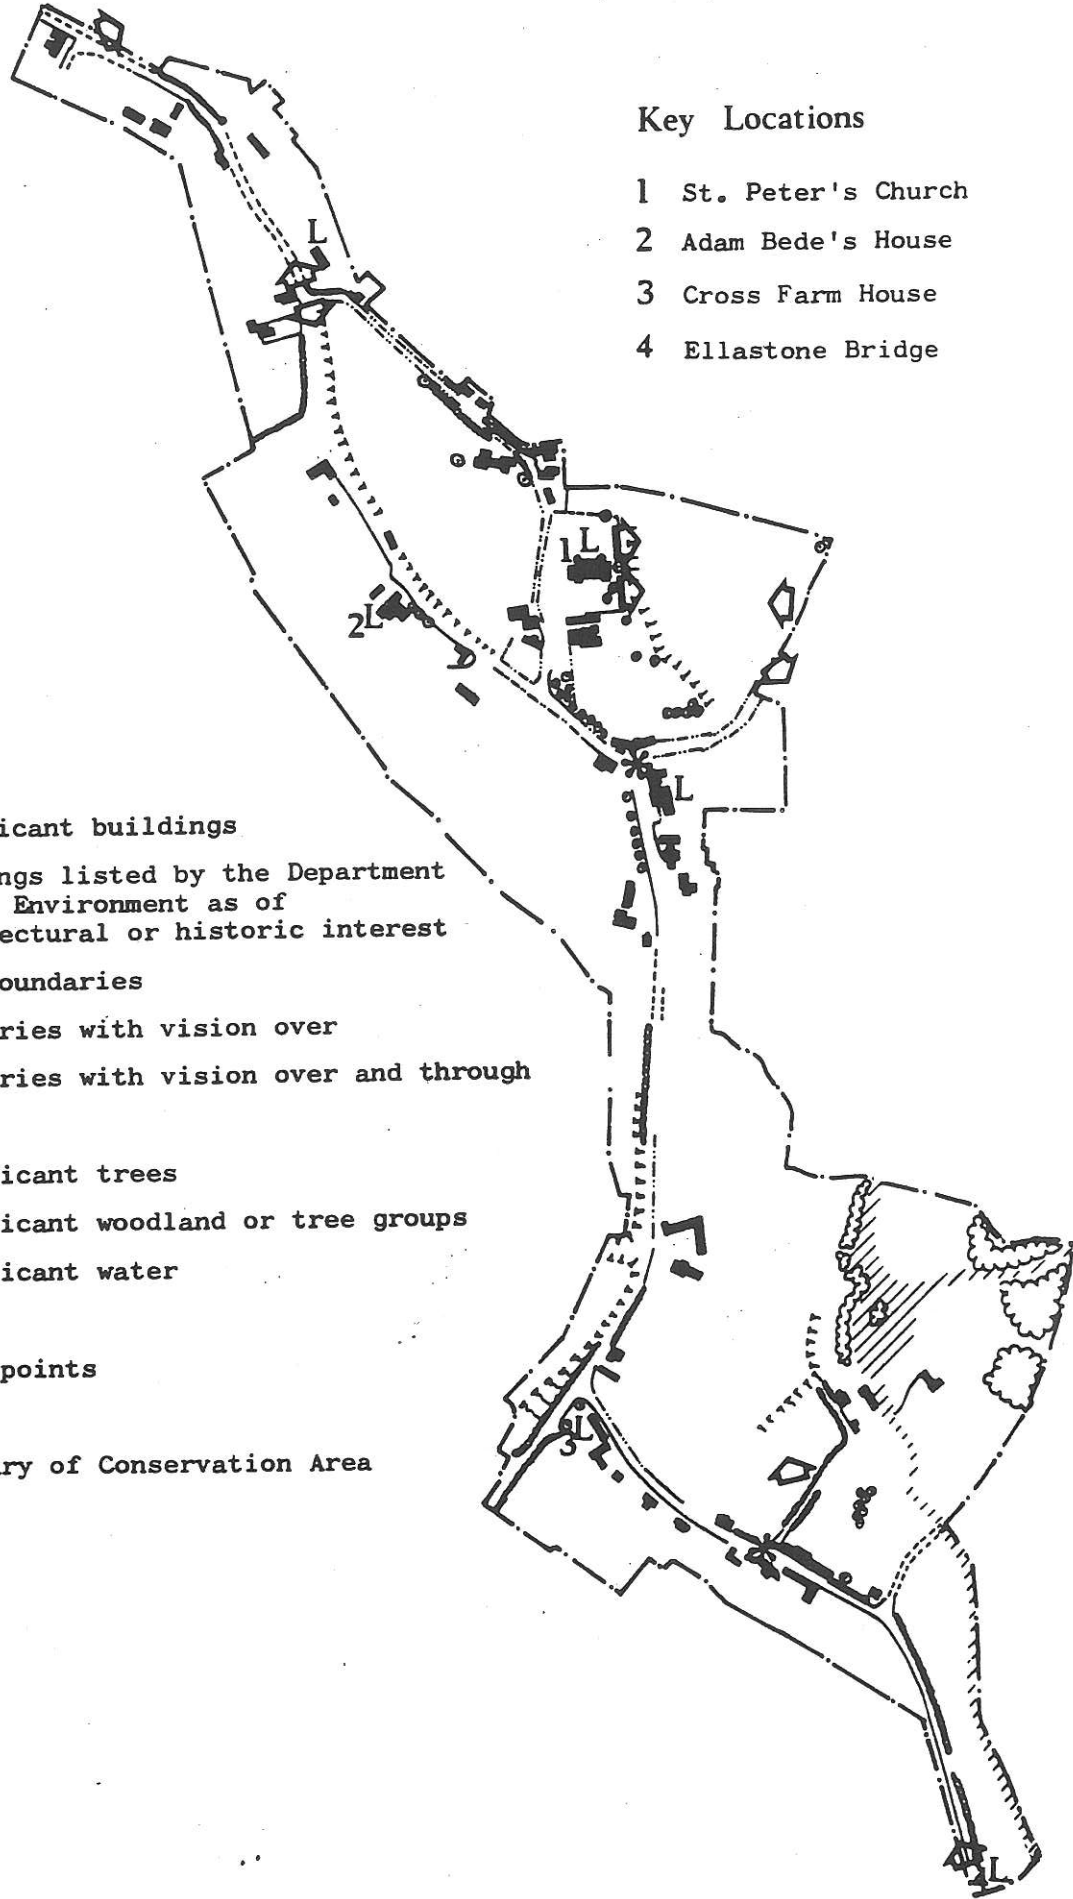 Key Locations
1 St. Peter's Church
2 Adam Bede's House
3 Cross Farm House
4 Ellastone Bridge
L
1 L
2 L
L
icant buildings
ngs listed by the Department
Environment as of
ectural or historic interest
oundaries
ries with vision over
ries with vision over and through
icant trees
icant woodland or tree groups
icant water
points
ry of Conservation Area
L
3
4 L